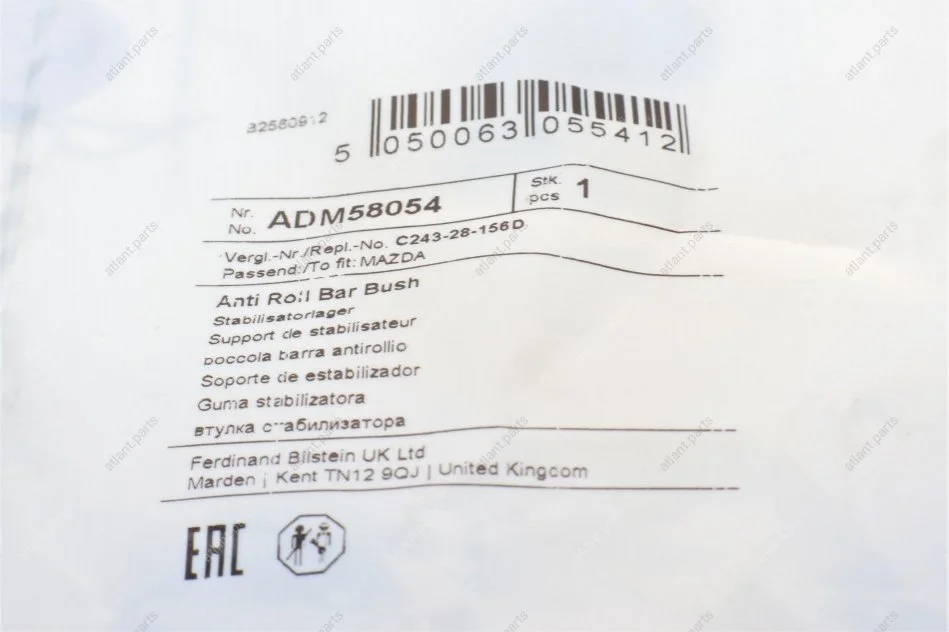 32580912
5 050063 055412
Nr.
No. ADM58054
Stk.
pcs 1
Vergl.-Nr./Repl.-No. C243-28-156D
Passend:/To fit: MAZDA
Anti Roll Bar Bush
Stabilisatorlager
Support de stabilisateur
boccola barra antirollio
Soporte de estabilizador
Guma stabilizatora
втулка стабилизатора
Ferdinand Bilstein UK Ltd
Marden | Kent TN12 9QJ | United Kingdom
EAC
atlant.parts